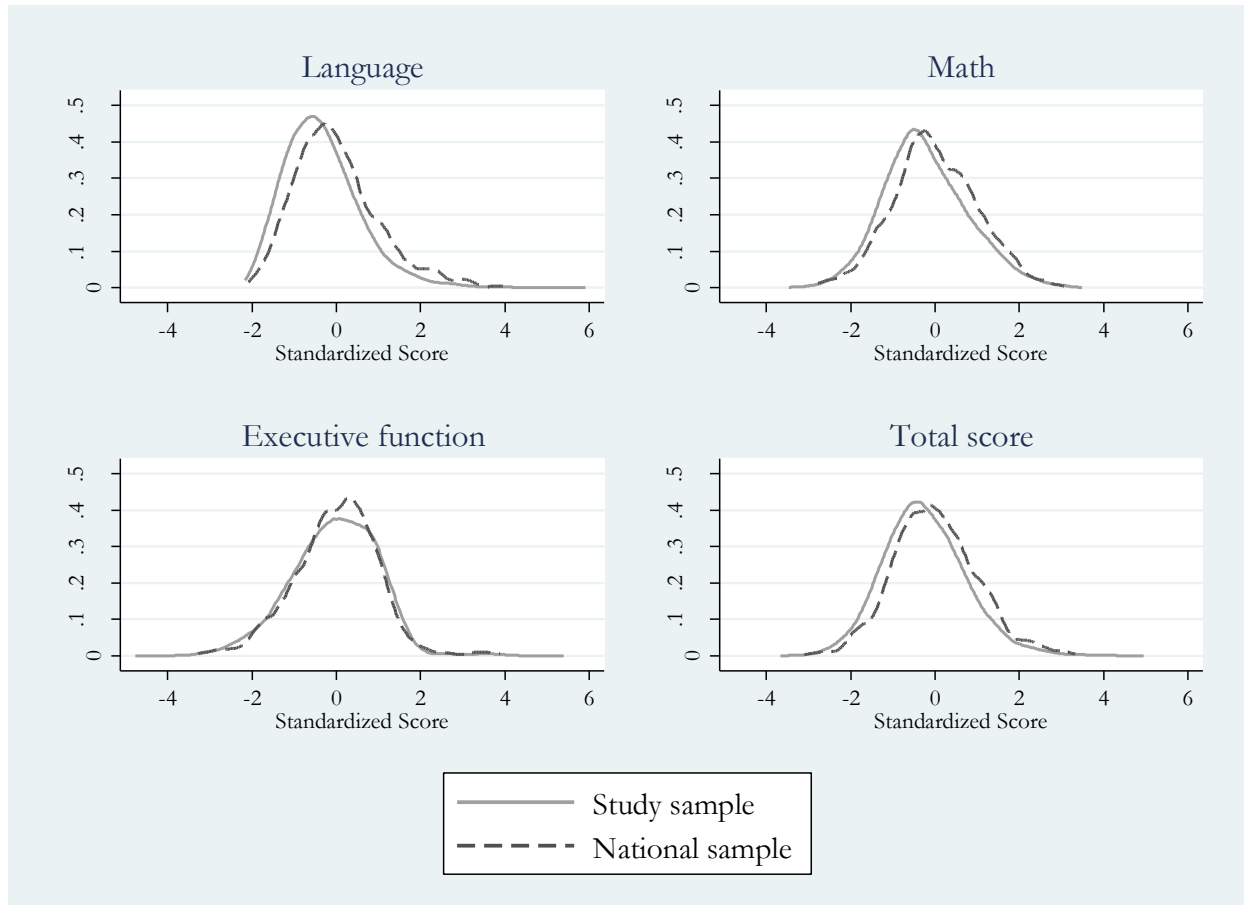 Language
.5
.4
.3
.2
.1
0
-4 -2 0 2 4 6
Standardized Score
Math
.5
.4
.3
.2
.1
0
-4 -2 0 2 4 6
Standardized Score
Executive function
.5
.4
.3
.2
.1
0
-4 -2 0 2 4 6
Standardized Score
Total score
.5
.4
.3
.2
.1
0
-4 -2 0 2 4 6
Standardized Score
Study sample
National sample